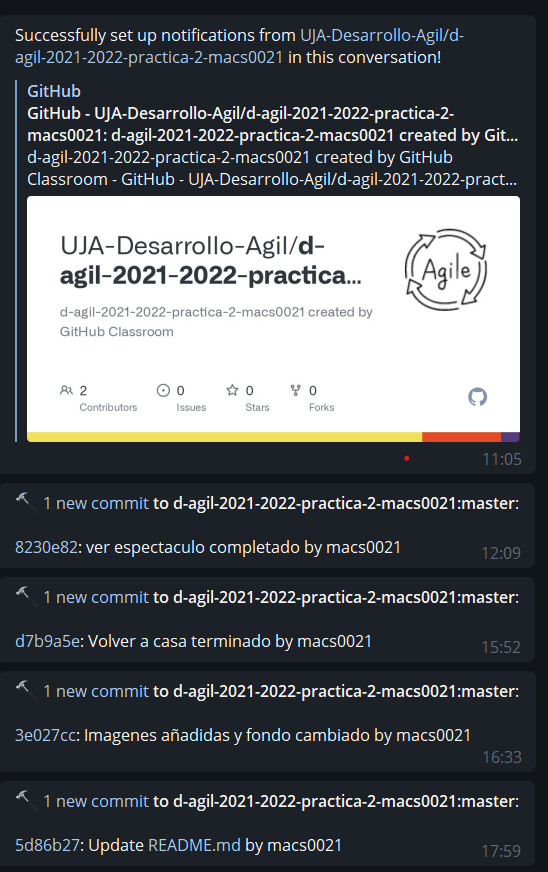 Successfully set up notifications from UJA-Desarrollo-Agil/d-
agil-2021-2022-practica-2-macs0021 in this conversation!
GitHub
GitHub - UJA-Desarrollo-Agil/d-agil-2021-2022-practica-2-
macs0021: d-agil-2021-2022-practica-2-macs0021 created by Git...
d-agil-2021-2022-practica-2-macs0021 created by GitHub
Classroom - GitHub - UJA-Desarrollo-Agil/d-agil-2021-2022-pract...
UJA-Desarrollo-Agil/d-
agil-2021-2022-practica...
Agile
d-agil-2021-2022-practica-2-macs0021 created by
GitHub Classroom
2 0 0 0
Contributors Issues Stars Forks
11:05
1 new commit to d-agil-2021-2022-practica-2-macs0021:master:
8230e82: ver espectaculo completado by macs0021
12:09
1 new commit to d-agil-2021-2022-practica-2-macs0021:master:
d7b9a5e: Volver a casa terminado by macs0021
15:52
1 new commit to d-agil-2021-2022-practica-2-macs0021:master:
3e027cc: Imagenes añadidas y fondo cambiado by macs0021
16:33
1 new commit to d-agil-2021-2022-practica-2-macs0021:master:
5d86b27: Update README.md by macs0021
17:59